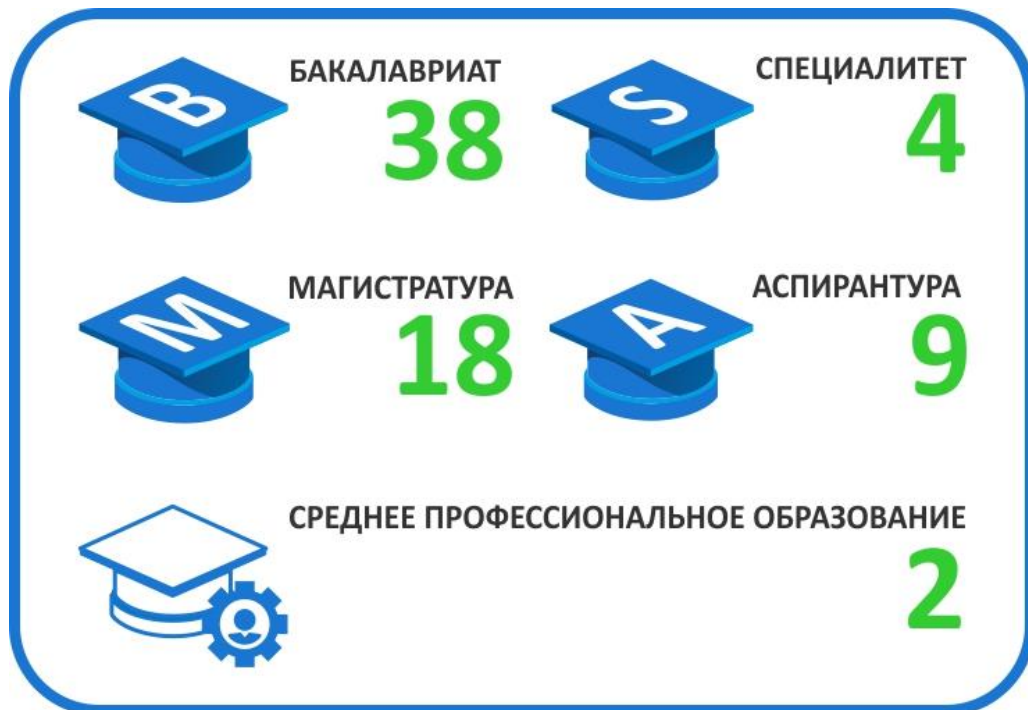 B
БАКАЛАВРИАТ
38
S
СПЕЦИАЛИТЕТ
4
M
МАГИСТРАТУРА
18
A
АСПИРАНТУРА
9
СРЕДНЕЕ ПРОФЕССИОНАЛЬНОЕ ОБРАЗОВАНИЕ
2